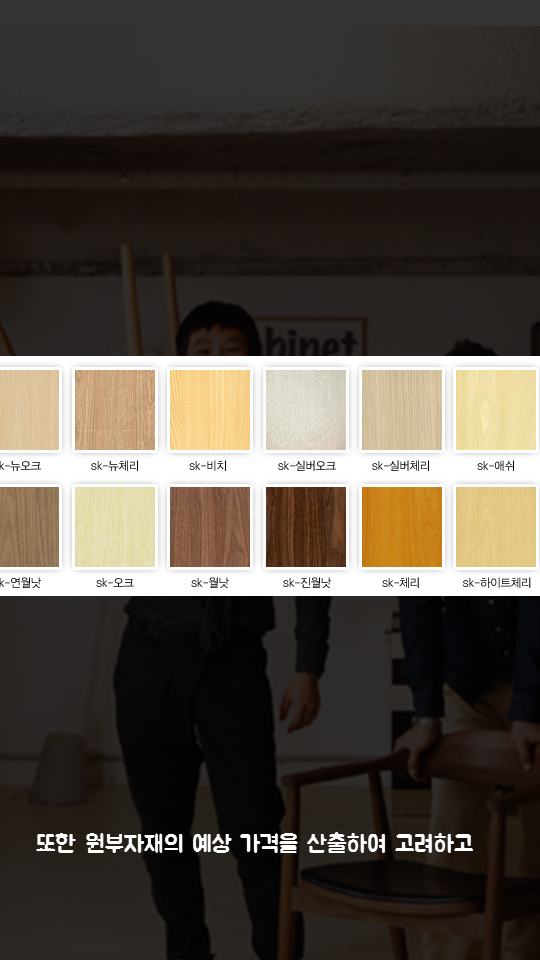 binet
k-뉴오크 sk-뉴체리 sk-비치 sk-실버오크 sk-실버체리 sk-애쉬
k-연월낫 sk-오크 sk-월낫 sk-진월낫 sk-체리 sk-하이트체리
또한 원부자재의 예상 가격을 산출하여 고려하고